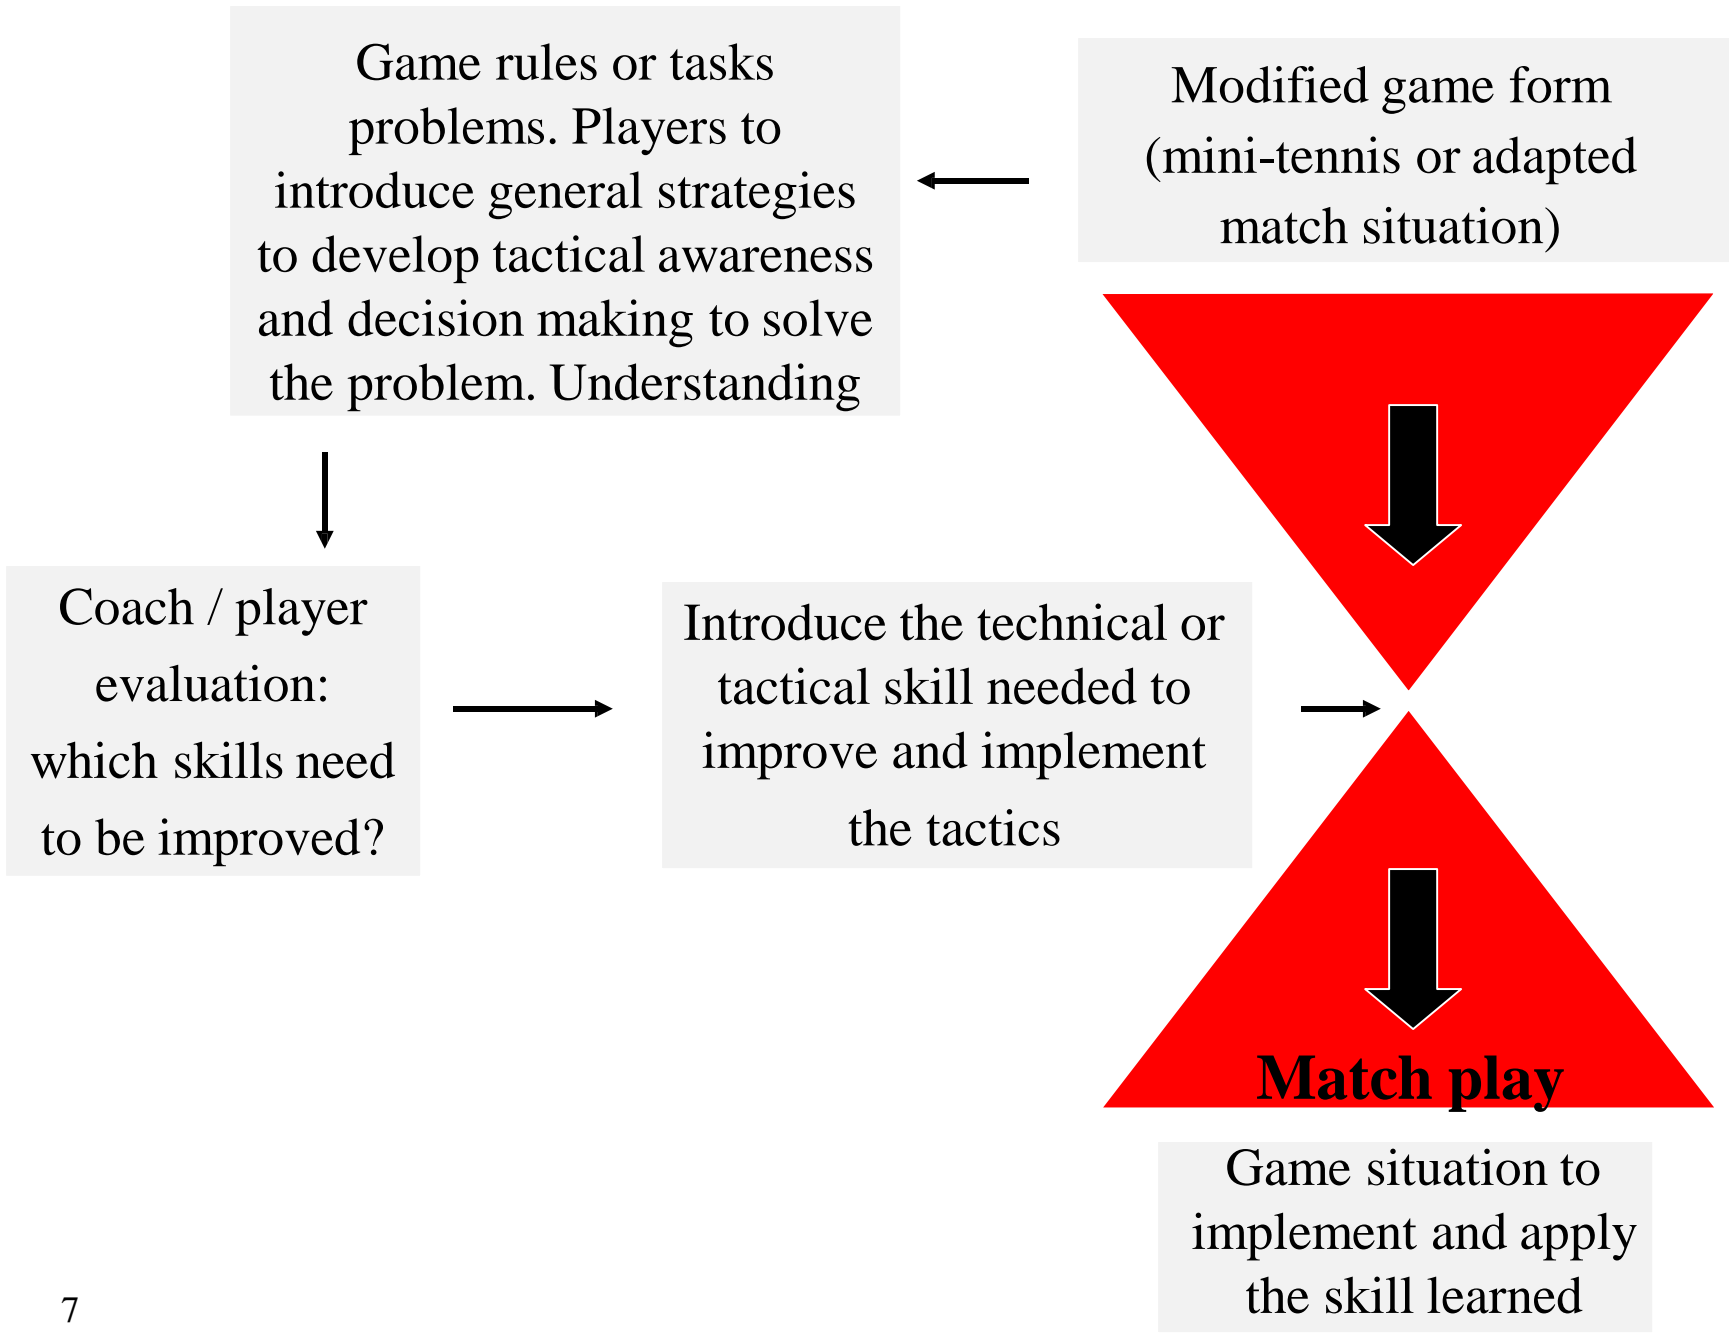 Game rules or tasks
problems. Players to
introduce general strategies
to develop tactical awareness
and decision making to solve
the problem. Understanding
Modified game form
(mini-tennis or adapted
match situation)
Coach / player
evaluation:
which skills need
to be improved?
Introduce the technical or
tactical skill needed to
improve and implement
the tactics
Match play
Game situation to
implement and apply
the skill learned
7